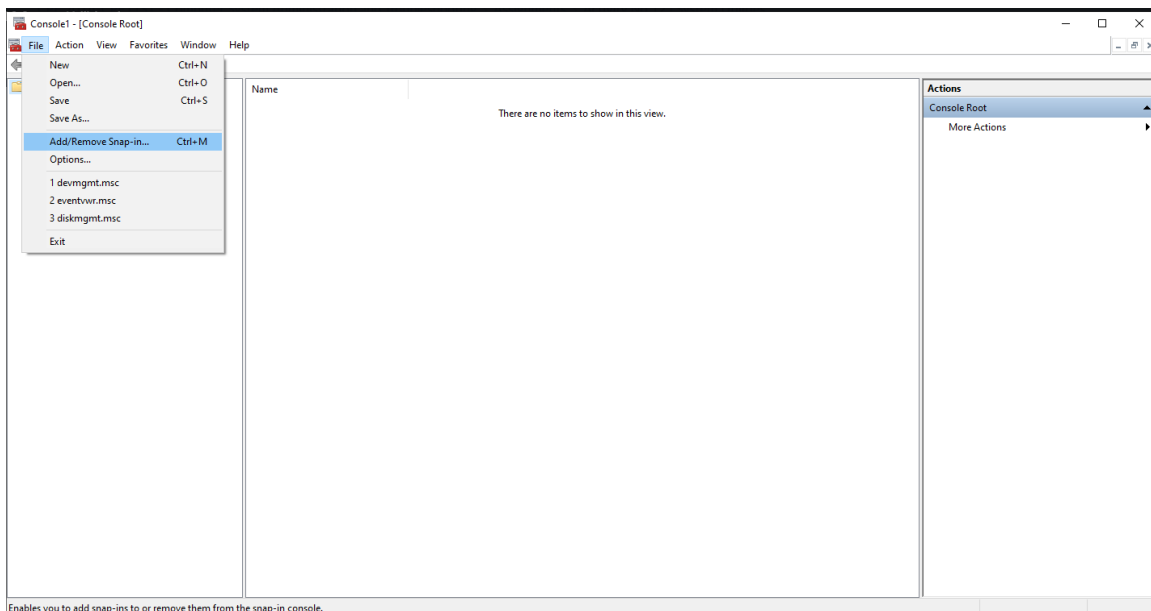 Console1 - [Console Root]
File Action View Favorites Window Help
New Ctrl+N
Open... Ctrl+O
Save Ctrl+S
Save As...
Add/Remove Snap-in... Ctrl+M
Options...
1 devmgmt.msc
2 eventvwr.msc
3 diskmgmt.msc
Exit
Name
There are no items to show in this view.
Actions
Console Root
More Actions
Enables you to add snap-ins to or remove them from the snap-in console.